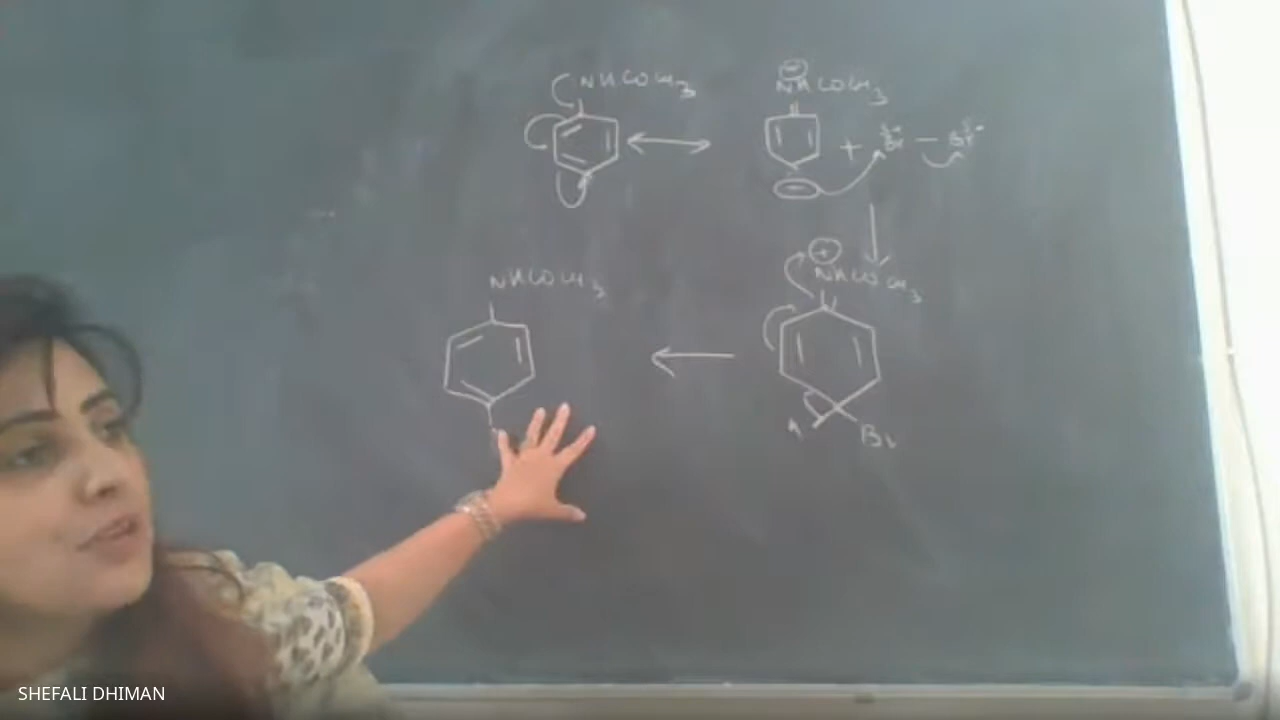 NHCOCH3
⊖
NHCOCH3
+ Br — Br
⊖
⊕
NHCOCH3
NHCOCH3
H Br
SHEFALI DHIMAN